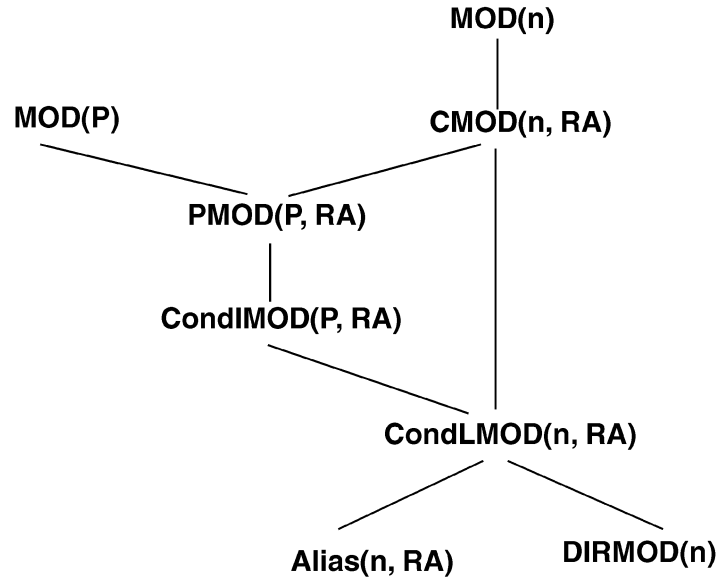 MOD(n)
MOD(P)
CMOD(n, RA)
PMOD(P, RA)
CondIMOD(P, RA)
CondLMOD(n, RA)
Alias(n, RA)
DIRMOD(n)